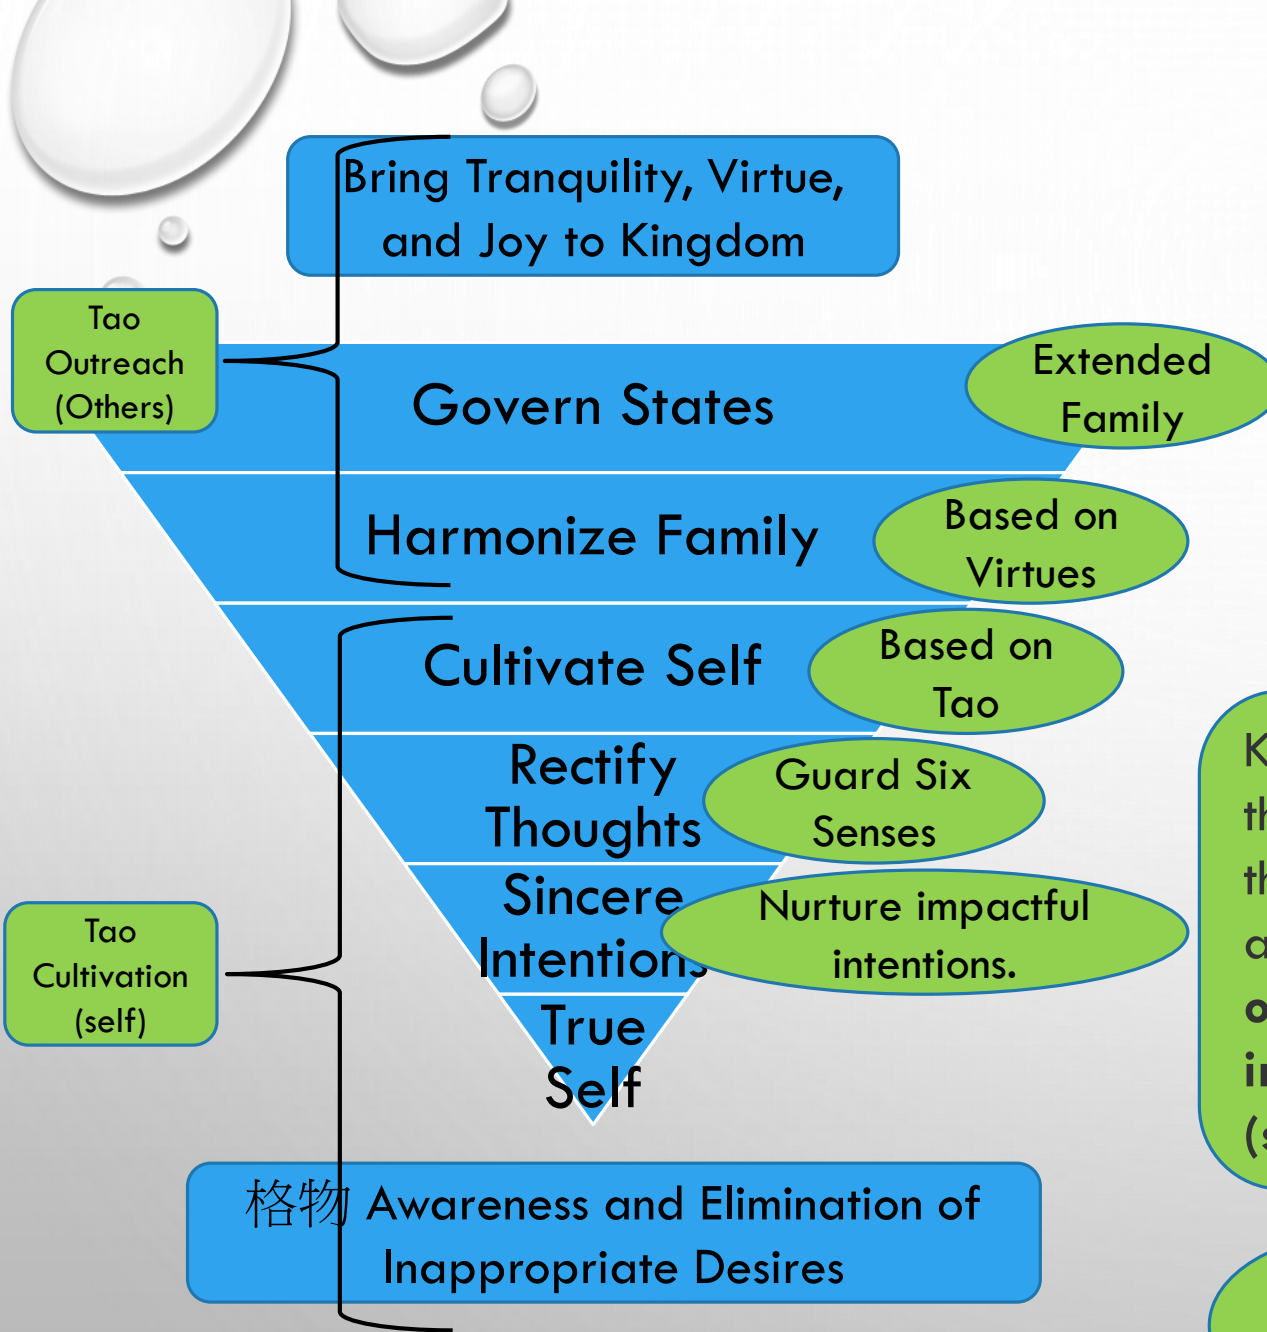 Bring Tranquility, Virtue,
and Joy to Kingdom
Tao
Outreach
(Others)
Govern States
Extended
Family
Harmonize Family
Based on
Virtues
Cultivate Self
Based on
Tao
Rectify
Thoughts
Guard Six
Senses
Sincere
Intentions
Nurture impactful
intentions.
Tao
Cultivation
(self)
True
Self
格物 Awareness and Elimination of
Inappropriate Desires